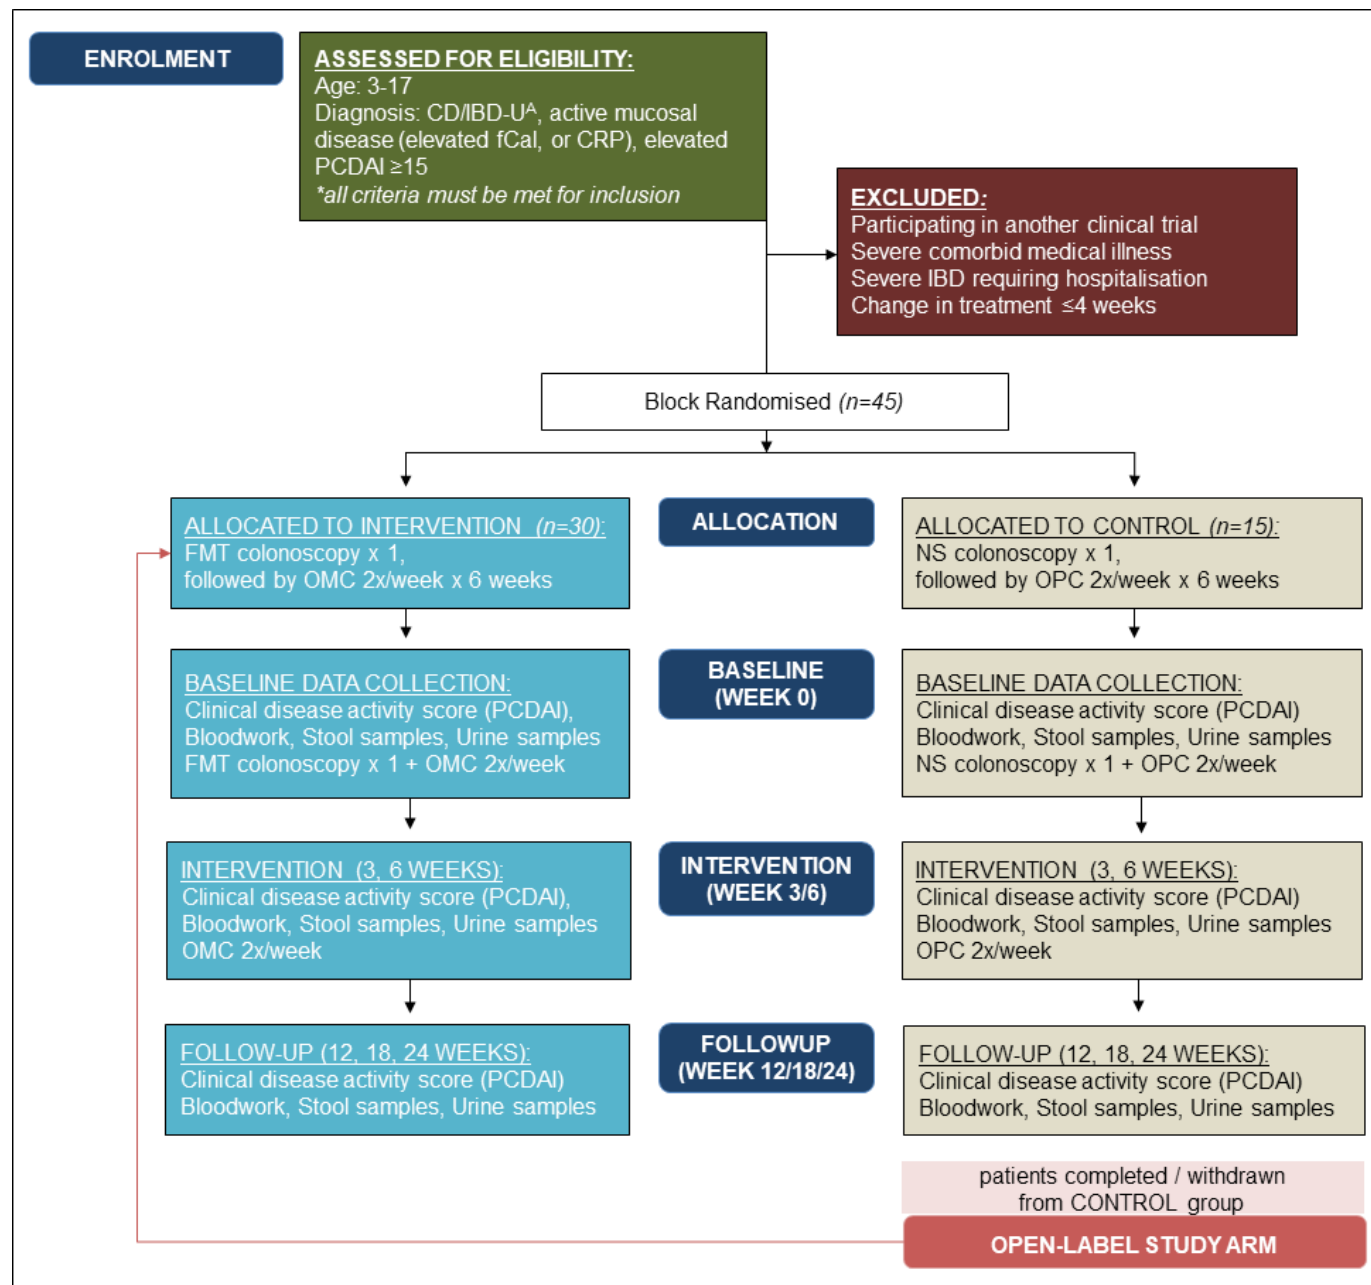 ENROLMENT
ASSESSED FOR ELIGIBILITY:
Age: 3-17
Diagnosis: CD/IBD-Uᴬ, active mucosal
disease (elevated fCal, or CRP), elevated
PCDAI ≥15
*all criteria must be met for inclusion
EXCLUDED:
Participating in another clinical trial
Severe comorbid medical illness
Severe IBD requiring hospitalisation
Change in treatment ≤4 weeks
Block Randomised (n=45)
ALLOCATED TO INTERVENTION (n=30):
FMT colonoscopy x 1,
followed by OMC 2x/week x 6 weeks
ALLOCATION
ALLOCATED TO CONTROL (n=15):
NS colonoscopy x 1,
followed by OPC 2x/week x 6 weeks
BASELINE DATA COLLECTION:
Clinical disease activity score (PCDAI),
Bloodwork, Stool samples, Urine samples
FMT colonoscopy x 1 + OMC 2x/week
BASELINE
(WEEK 0)
BASELINE DATA COLLECTION:
Clinical disease activity score (PCDAI)
Bloodwork, Stool samples, Urine samples
NS colonoscopy x 1 + OPC 2x/week
INTERVENTION (3, 6 WEEKS):
Clinical disease activity score (PCDAI),
Bloodwork, Stool samples, Urine samples
OMC 2x/week
INTERVENTION
(WEEK 3/6)
INTERVENTION (3, 6 WEEKS):
Clinical disease activity score (PCDAI)
Bloodwork, Stool samples, Urine samples
OPC 2x/week
FOLLOW-UP (12, 18, 24 WEEKS):
Clinical disease activity score (PCDAI)
Bloodwork, Stool samples, Urine samples
FOLLOWUP
(WEEK 12/18/24)
FOLLOW-UP (12, 18, 24 WEEKS):
Clinical disease activity score (PCDAI)
Bloodwork, Stool samples, Urine samples
patients completed / withdrawn
from CONTROL group
OPEN-LABEL STUDY ARM